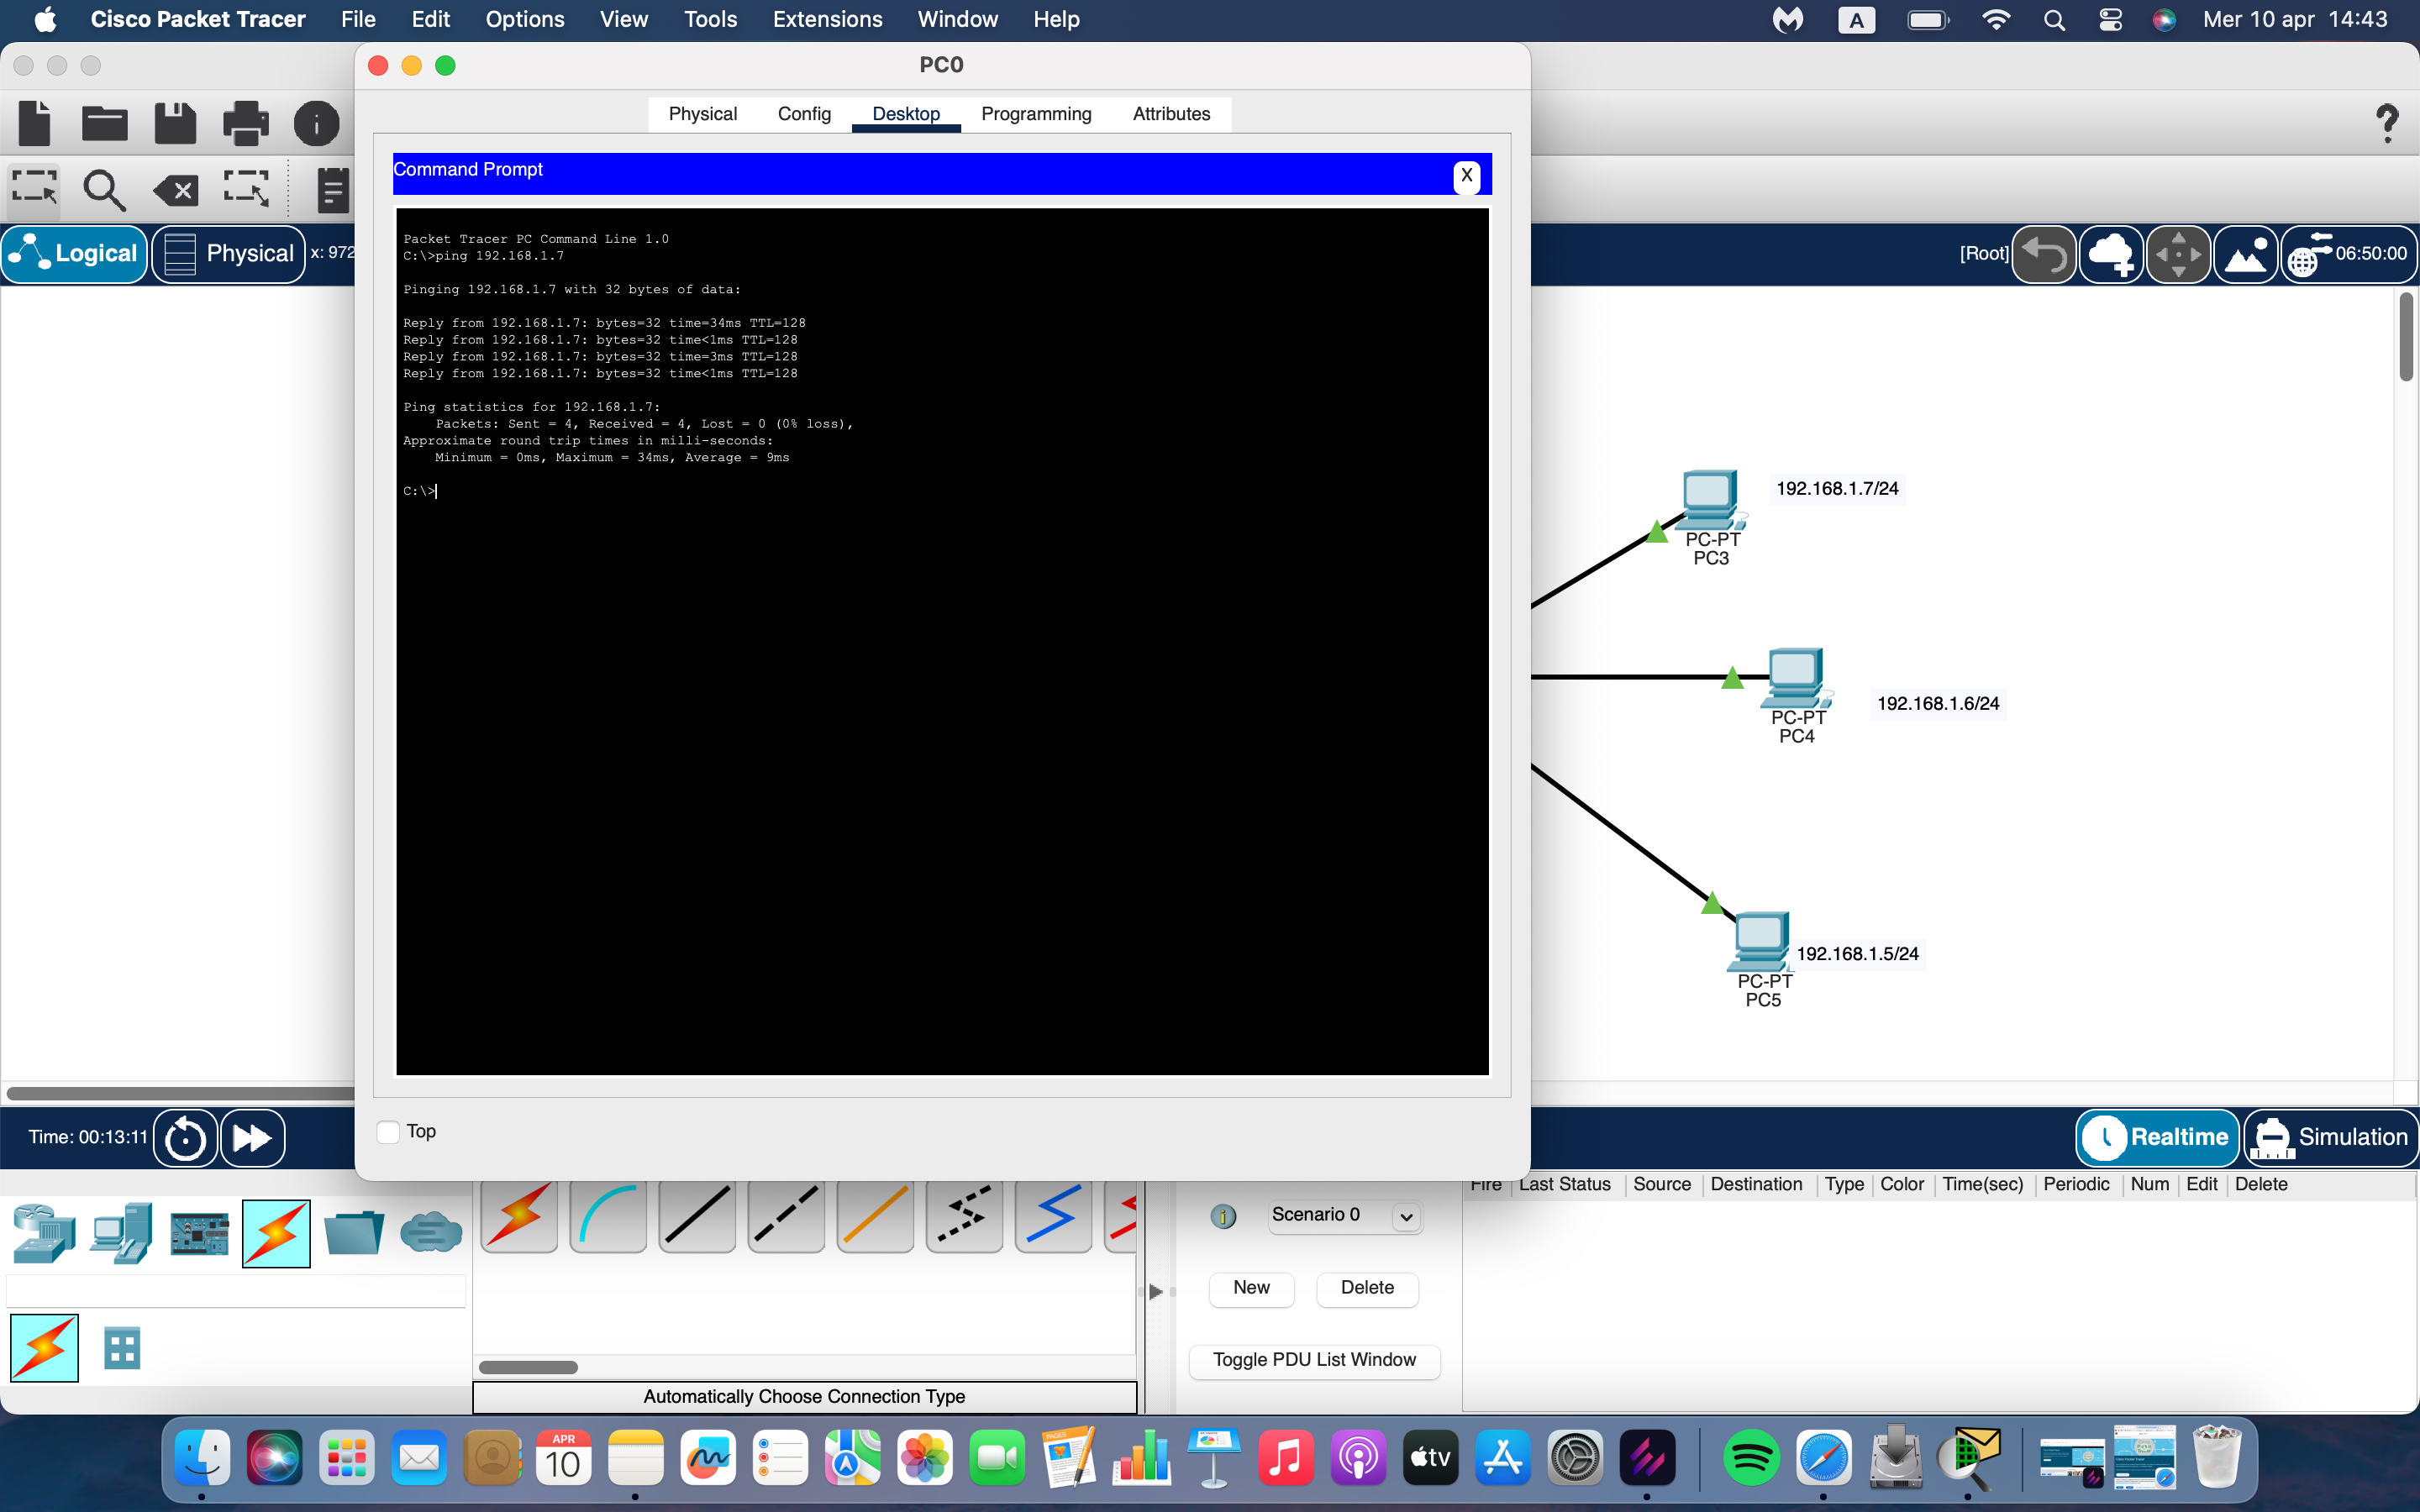 Cisco Packet Tracer File Edit Options View Tools Extensions Window Help A Mer 10 apr 14:43
PC0
Physical Config Desktop Programming Attributes
?
Command Prompt X
Packet Tracer PC Command Line 1.0
C:\>ping 192.168.1.7
Pinging 192.168.1.7 with 32 bytes of data:
Reply from 192.168.1.7: bytes=32 time=34ms TTL=128
Reply from 192.168.1.7: bytes=32 time<1ms TTL=128
Reply from 192.168.1.7: bytes=32 time=3ms TTL=128
Reply from 192.168.1.7: bytes=32 time<1ms TTL=128
Ping statistics for 192.168.1.7:
Packets: Sent = 4, Received = 4, Lost = 0 (0% loss),
Approximate round trip times in milli-seconds:
Minimum = 0ms, Maximum = 34ms, Average = 9ms
C:\>
Logical Physical x: 972
[Root] 06:50:00
192.168.1.7/24
PC-PT
PC3
192.168.1.6/24
PC-PT
PC4
192.168.1.5/24
PC-PT
PC5
Top
Time: 00:13:11
Realtime Simulation
Fire Last Status Source Destination Type Color Time(sec) Periodic Num Edit Delete
Scenario 0
New Delete
Toggle PDU List Window
Automatically Choose Connection Type
APR
10
PAGES
tv